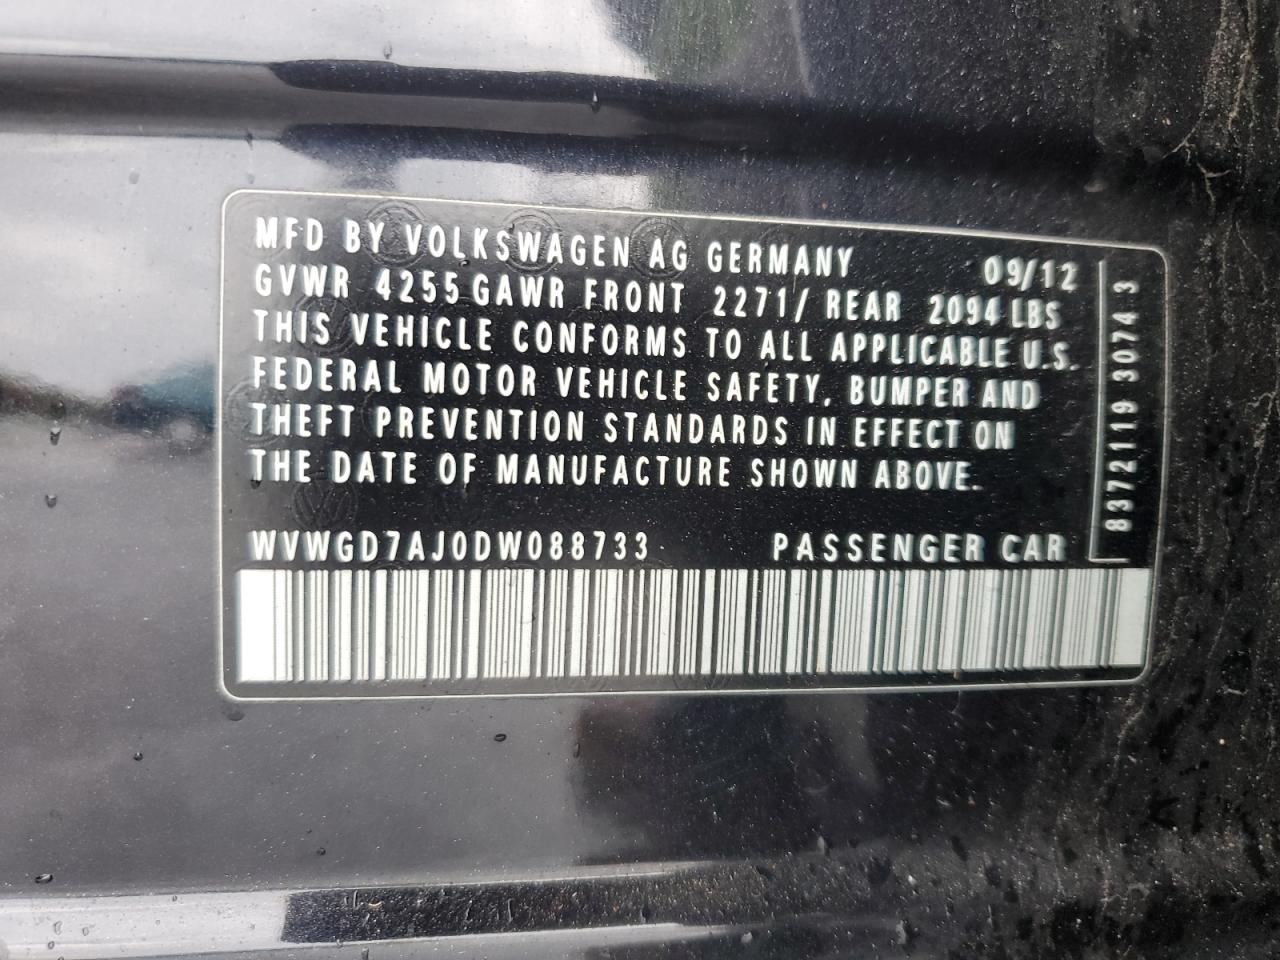 MFD BY VOLKSWAGEN AG GERMANY 09/12
GVWR 4255 GAWR FRONT 2271/ REAR 2094 LBS
THIS VEHICLE CONFORMS TO ALL APPLICABLE U.S.
FEDERAL MOTOR VEHICLE SAFETY, BUMPER AND
THEFT PREVENTION STANDARDS IN EFFECT ON
THE DATE OF MANUFACTURE SHOWN ABOVE.
WVWGD7AJ0DW088733 PASSENGER CAR
8372119 3074 3